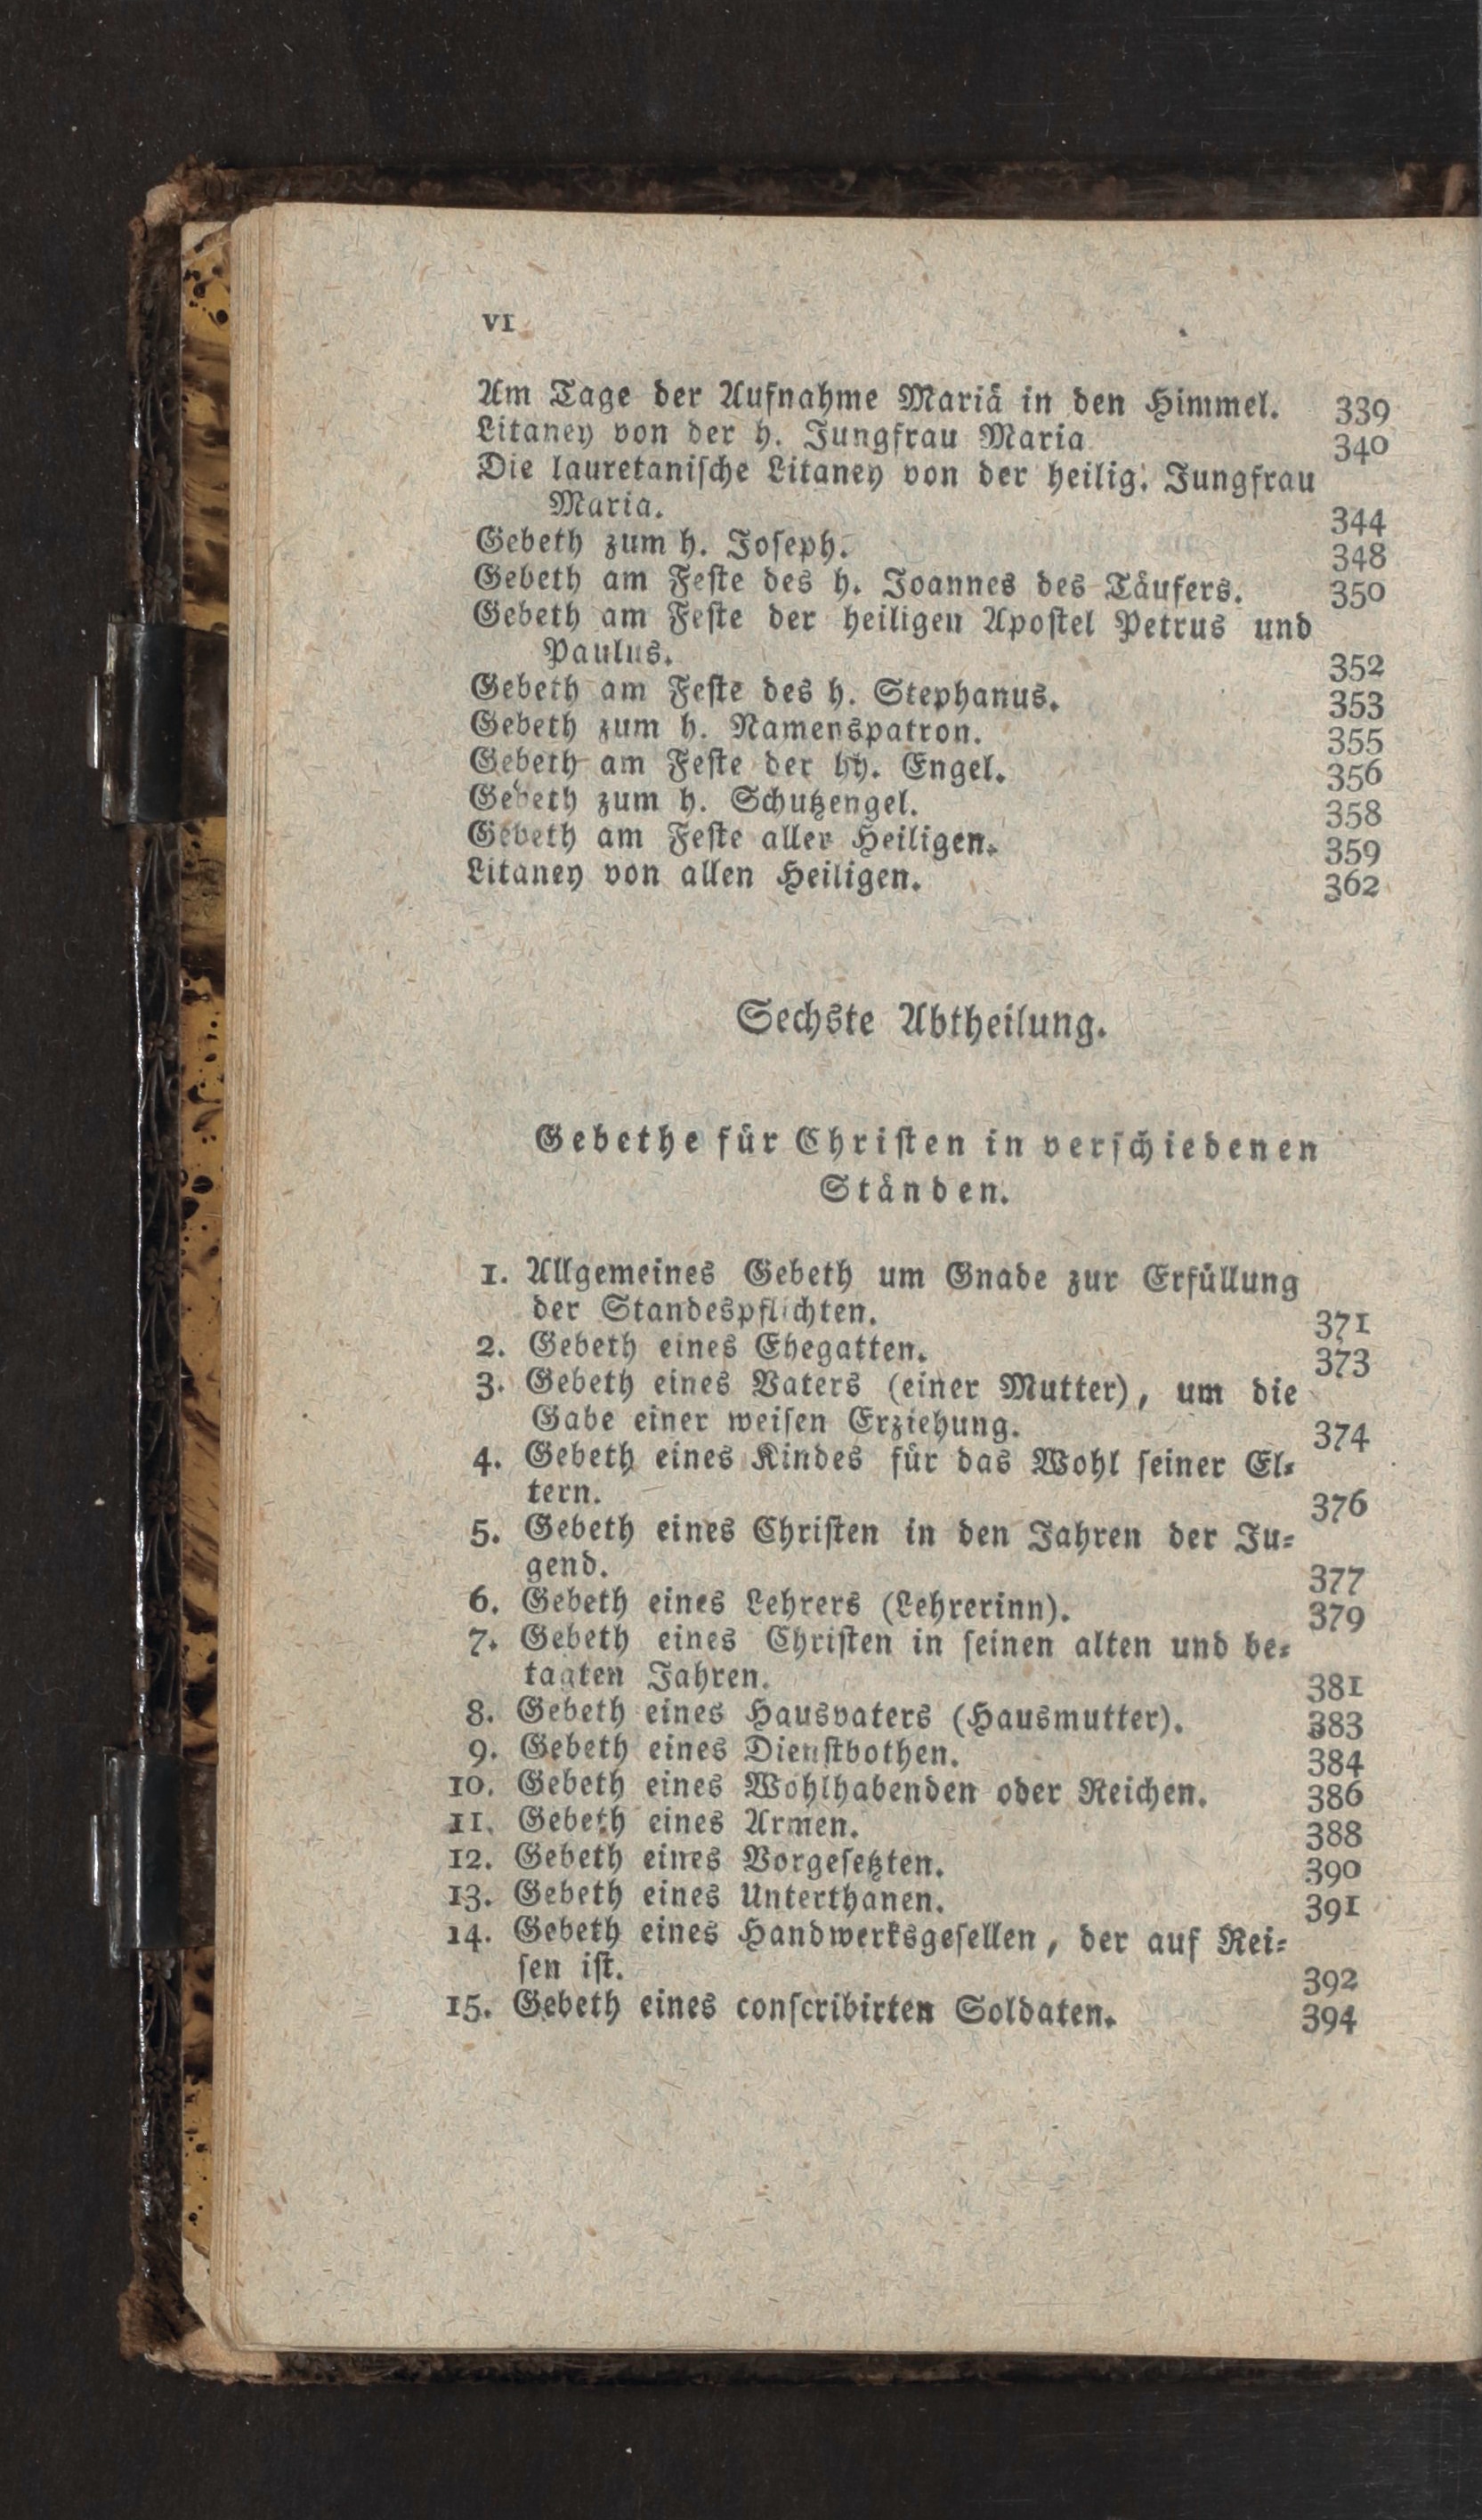 VI
Am Tage der Aufnahme Mariä in den Himmel. 339
Litaney von der h. Jungfrau Maria 340
Die lauretanische Litaney von der heilig. Jungfrau
Maria. 344
Gebeth zum h. Joseph. 348
Gebeth am Feste des h. Joannes des Täufers. 350
Gebeth am Feste der heiligen Apostel Petrus und
Paulus. 352
Gebeth am Feste des h. Stephanus. 353
Gebeth zum h. Namenspatron. 355
Gebeth am Feste der hh. Engel. 356
Gebeth zum h. Schutzengel. 358
Gebeth am Feste aller Heiligen. 359
Litaney von allen Heiligen. 362
Sechste Abtheilung.
Gebethe für Christen in verschiedenen
Ständen.
1. Allgemeines Gebeth um Gnade zur Erfüllung
der Standespflichten. 371
2. Gebeth eines Ehegatten. 373
3. Gebeth eines Vaters (einer Mutter), um die
Gabe einer weisen Erziehung. 374
4. Gebeth eines Kindes für das Wohl seiner El-
tern. 376
5. Gebeth eines Christen in den Jahren der Ju-
gend. 377
6. Gebeth eines Lehrers (Lehrerinn). 379
7. Gebeth eines Christen in seinen alten und be-
tagten Jahren. 381
8. Gebeth eines Hausvaters (Hausmutter). 383
9. Gebeth eines Dienstbothen. 384
10. Gebeth eines Wohlhabenden oder Reichen. 386
11. Gebeth eines Armen. 388
12. Gebeth eines Vorgesetzten. 390
13. Gebeth eines Unterthanen. 391
14. Gebeth eines Handwerksgesellen, der auf Rei-
sen ist. 392
15. Gebeth eines conscribirten Soldaten. 394